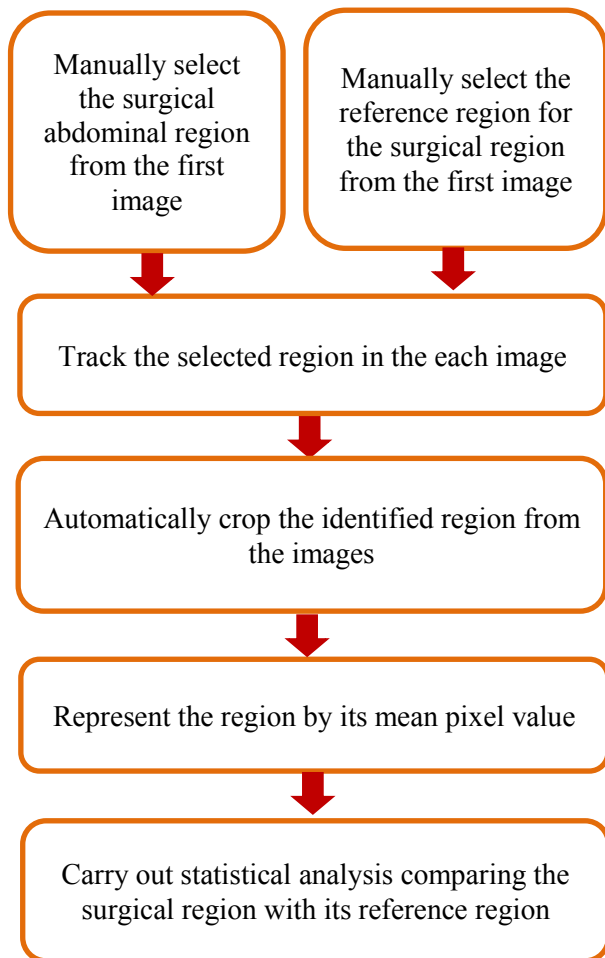 Manually select
the surgical
abdominal region
from the first
image
Manually select the
reference region for
the surgical region
from the first image
Track the selected region in the each image
Automatically crop the identified region from
the images
Represent the region by its mean pixel value
Carry out statistical analysis comparing the
surgical region with its reference region